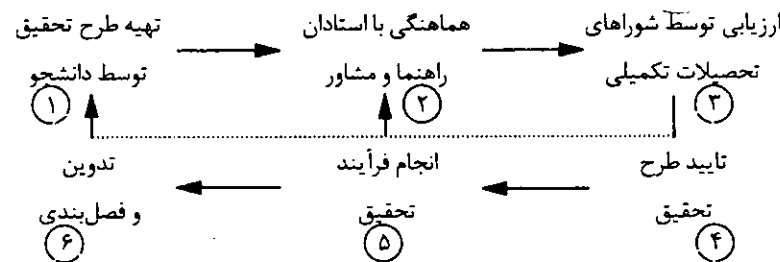 تهیه طرح تحقیق
توسط دانشجو
۱
هماهنگی با استادان
راهنما و مشاور
۲
ارزیابی توسط شوراهای
تحصیلات تکمیلی
۳
تایید طرح
تحقیق
۴
انجام فرآیند
تحقیق
۵
تدوین
و فصل‌بندی
۶